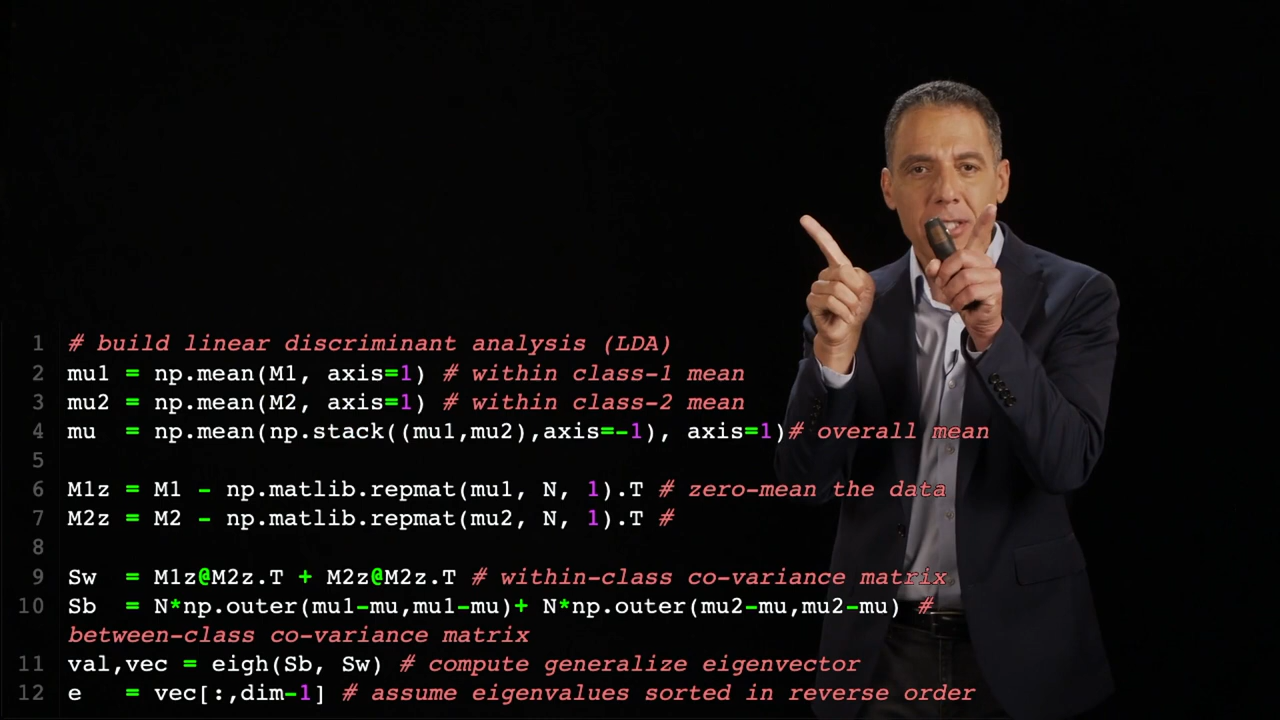 1 # build linear discriminant analysis (LDA)
2 mu1 = np.mean(M1, axis=1) # within class-1 mean
3 mu2 = np.mean(M2, axis=1) # within class-2 mean
4 mu  = np.mean(np.stack((mu1,mu2),axis=-1), axis=1)# overall mean
5
6 M1z = M1 - np.matlib.repmat(mu1, N, 1).T # zero-mean the data
7 M2z = M2 - np.matlib.repmat(mu2, N, 1).T #
8
9 Sw  = M1z@M2z.T + M2z@M2z.T # within-class co-variance matrix
10 Sb  = N*np.outer(mu1-mu,mu1-mu)+ N*np.outer(mu2-mu,mu2-mu) #
between-class co-variance matrix
11 val,vec = eigh(Sb, Sw) # compute generalize eigenvector
12 e   = vec[:,dim-1] # assume eigenvalues sorted in reverse order